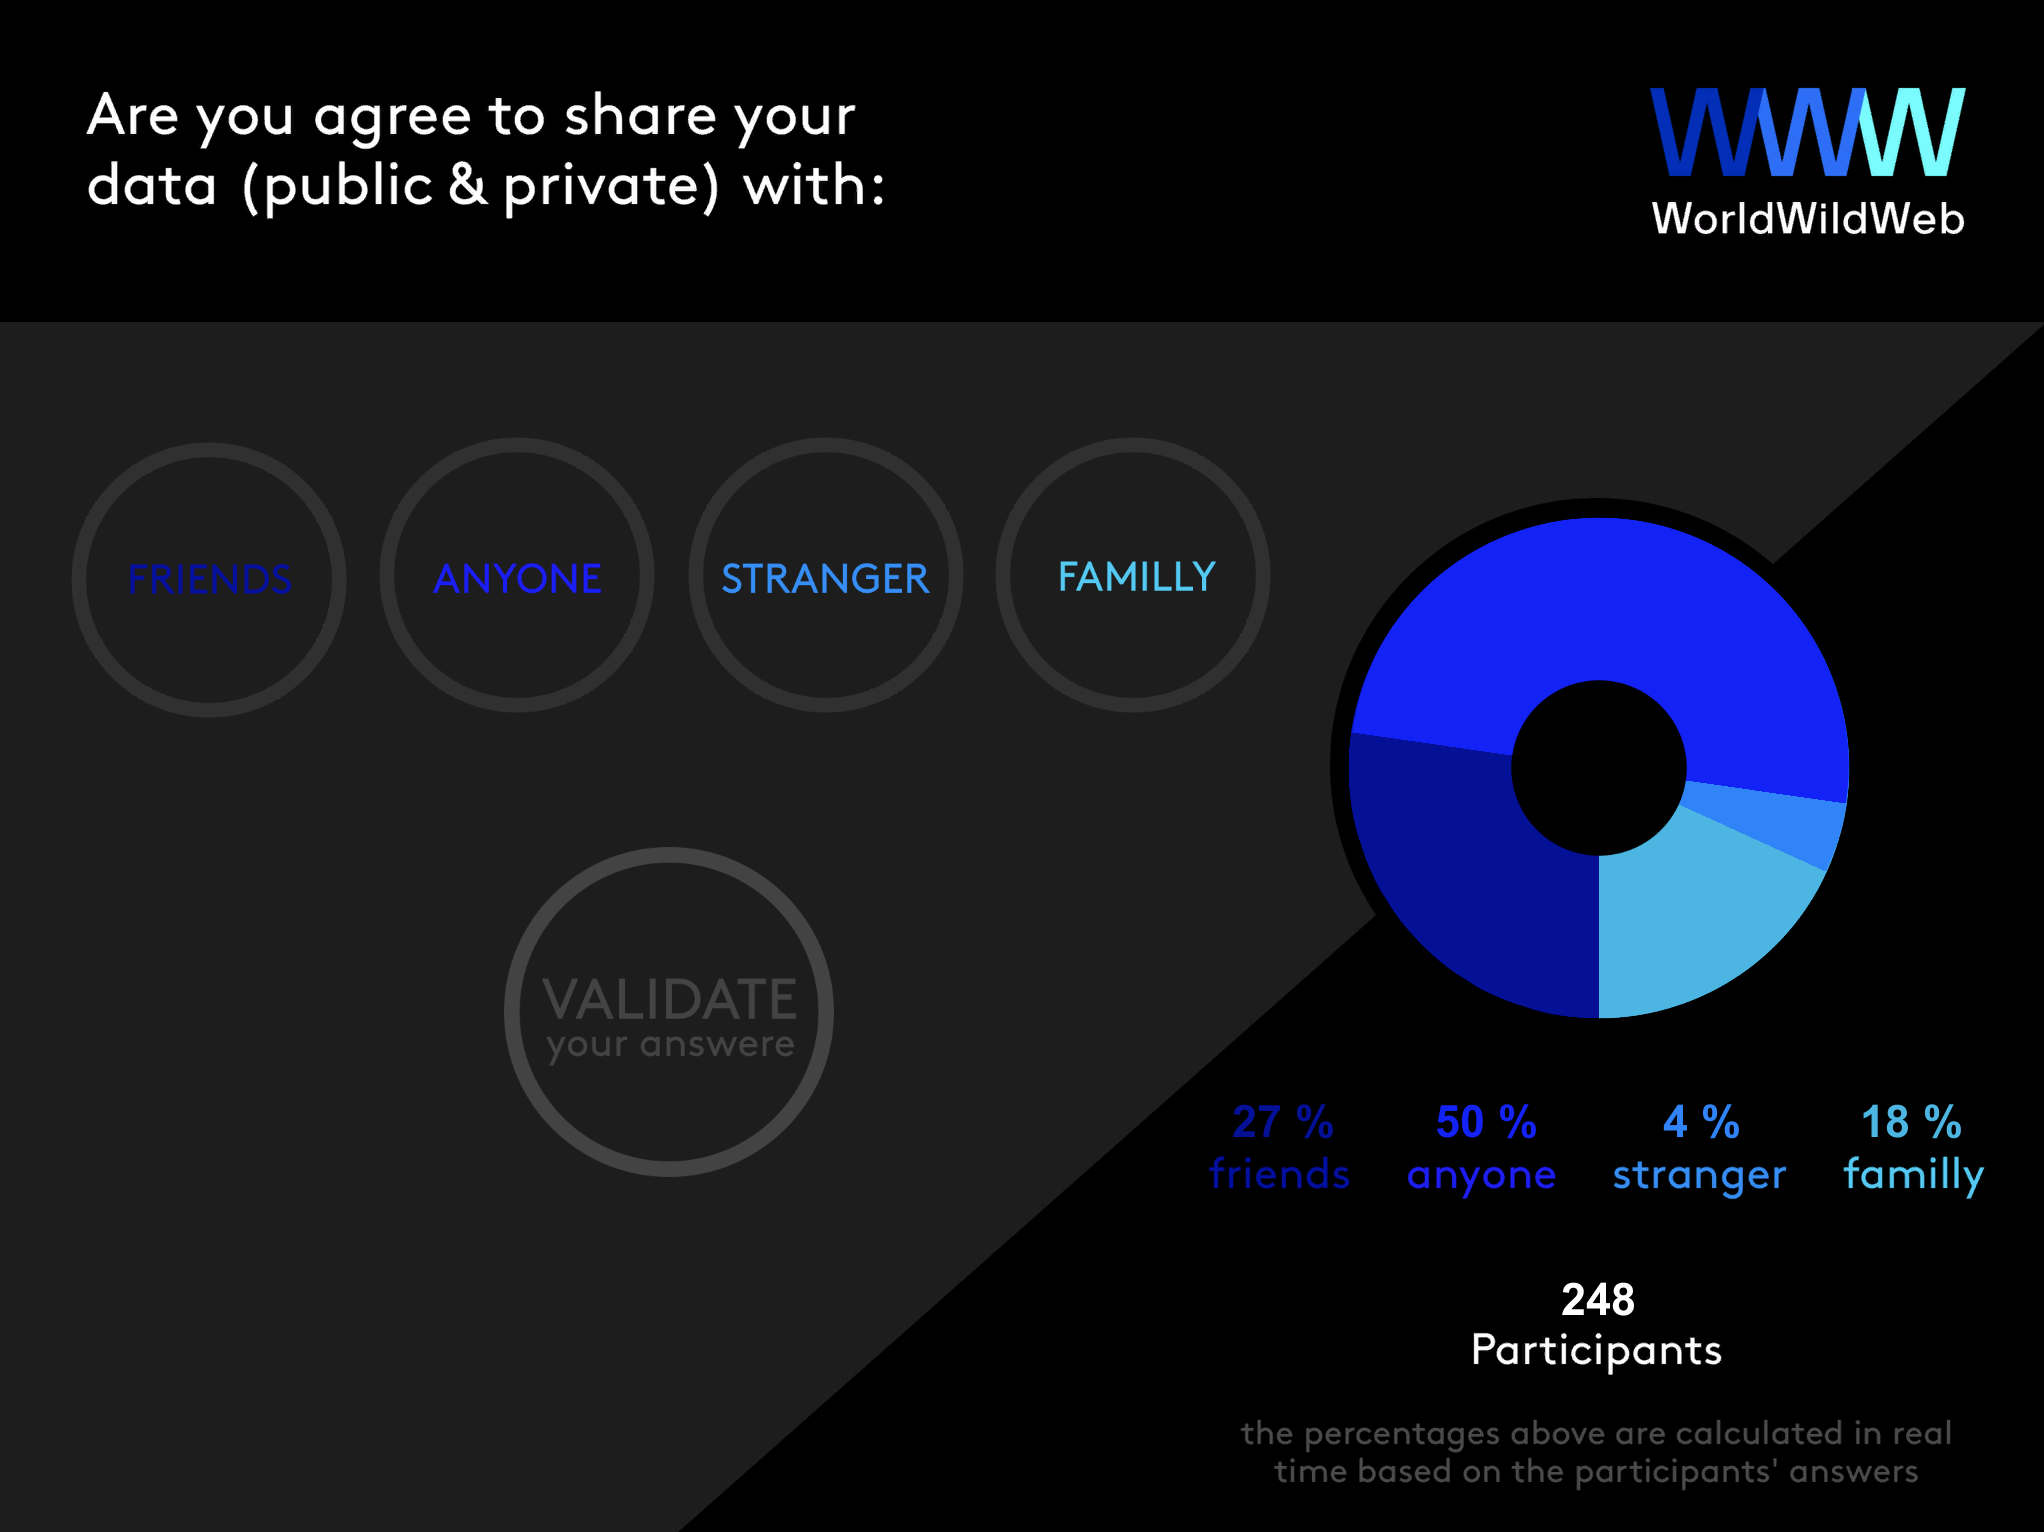 Are you agree to share your
data (public & private) with:
WWW
WorldWildWeb
FRIENDS
ANYONE
STRANGER
FAMILLY
VALIDATE
your answere
27 %
friends
50 %
anyone
4 %
stranger
18 %
familly
248
Participants
the percentages above are calculated in real
time based on the participants' answers